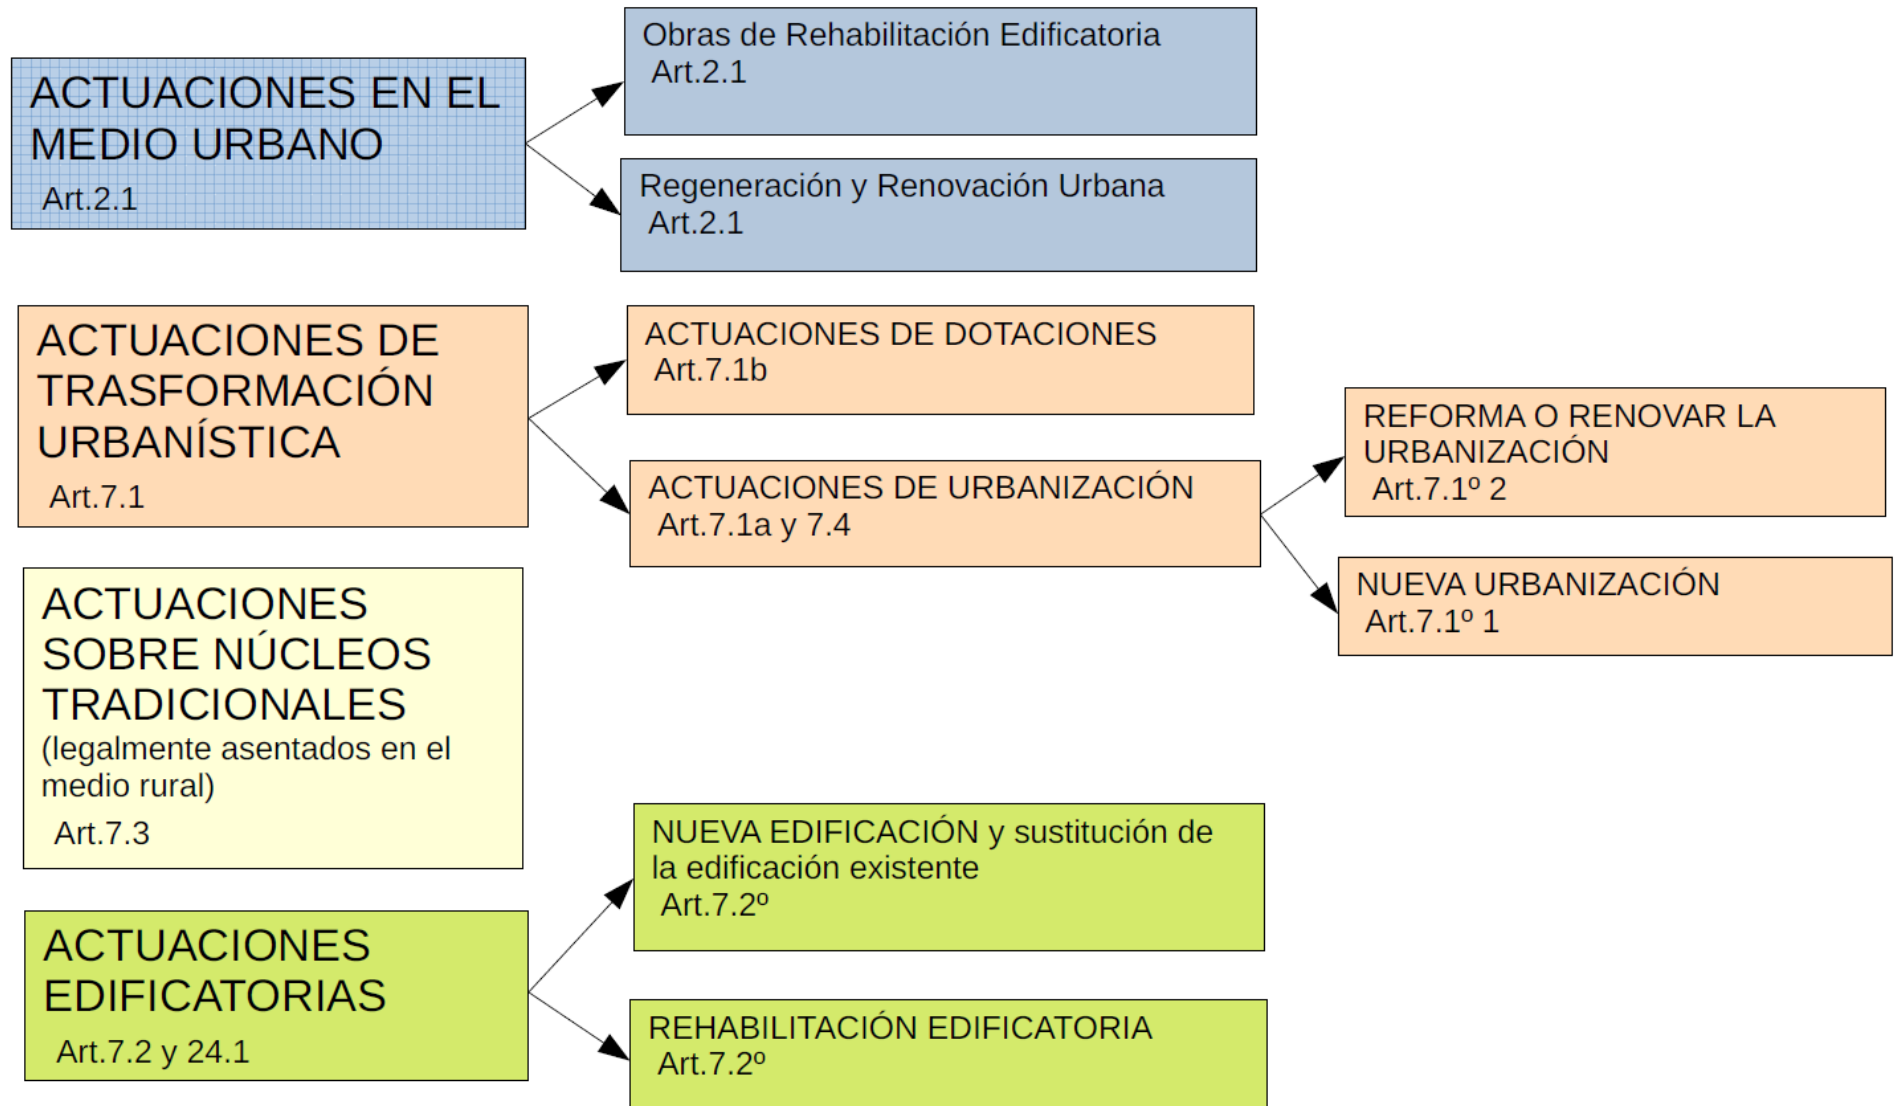 ACTUACIONES EN EL
MEDIO URBANO
Art.2.1
Obras de Rehabilitación Edificatoria
Art.2.1
Regeneración y Renovación Urbana
Art.2.1
ACTUACIONES DE
TRASFORMACIÓN
URBANÍSTICA
Art.7.1
ACTUACIONES DE DOTACIONES
Art.7.1b
ACTUACIONES DE URBANIZACIÓN
Art.7.1a y 7.4
REFORMA O RENOVAR LA
URBANIZACIÓN
Art.7.1º 2
NUEVA URBANIZACIÓN
Art.7.1º 1
ACTUACIONES
SOBRE NÚCLEOS
TRADICIONALES
(legalmente asentados en el
medio rural)
Art.7.3
ACTUACIONES
EDIFICATORIAS
Art.7.2 y 24.1
NUEVA EDIFICACIÓN y sustitución de
la edificación existente
Art.7.2º
REHABILITACIÓN EDIFICATORIA
Art.7.2º